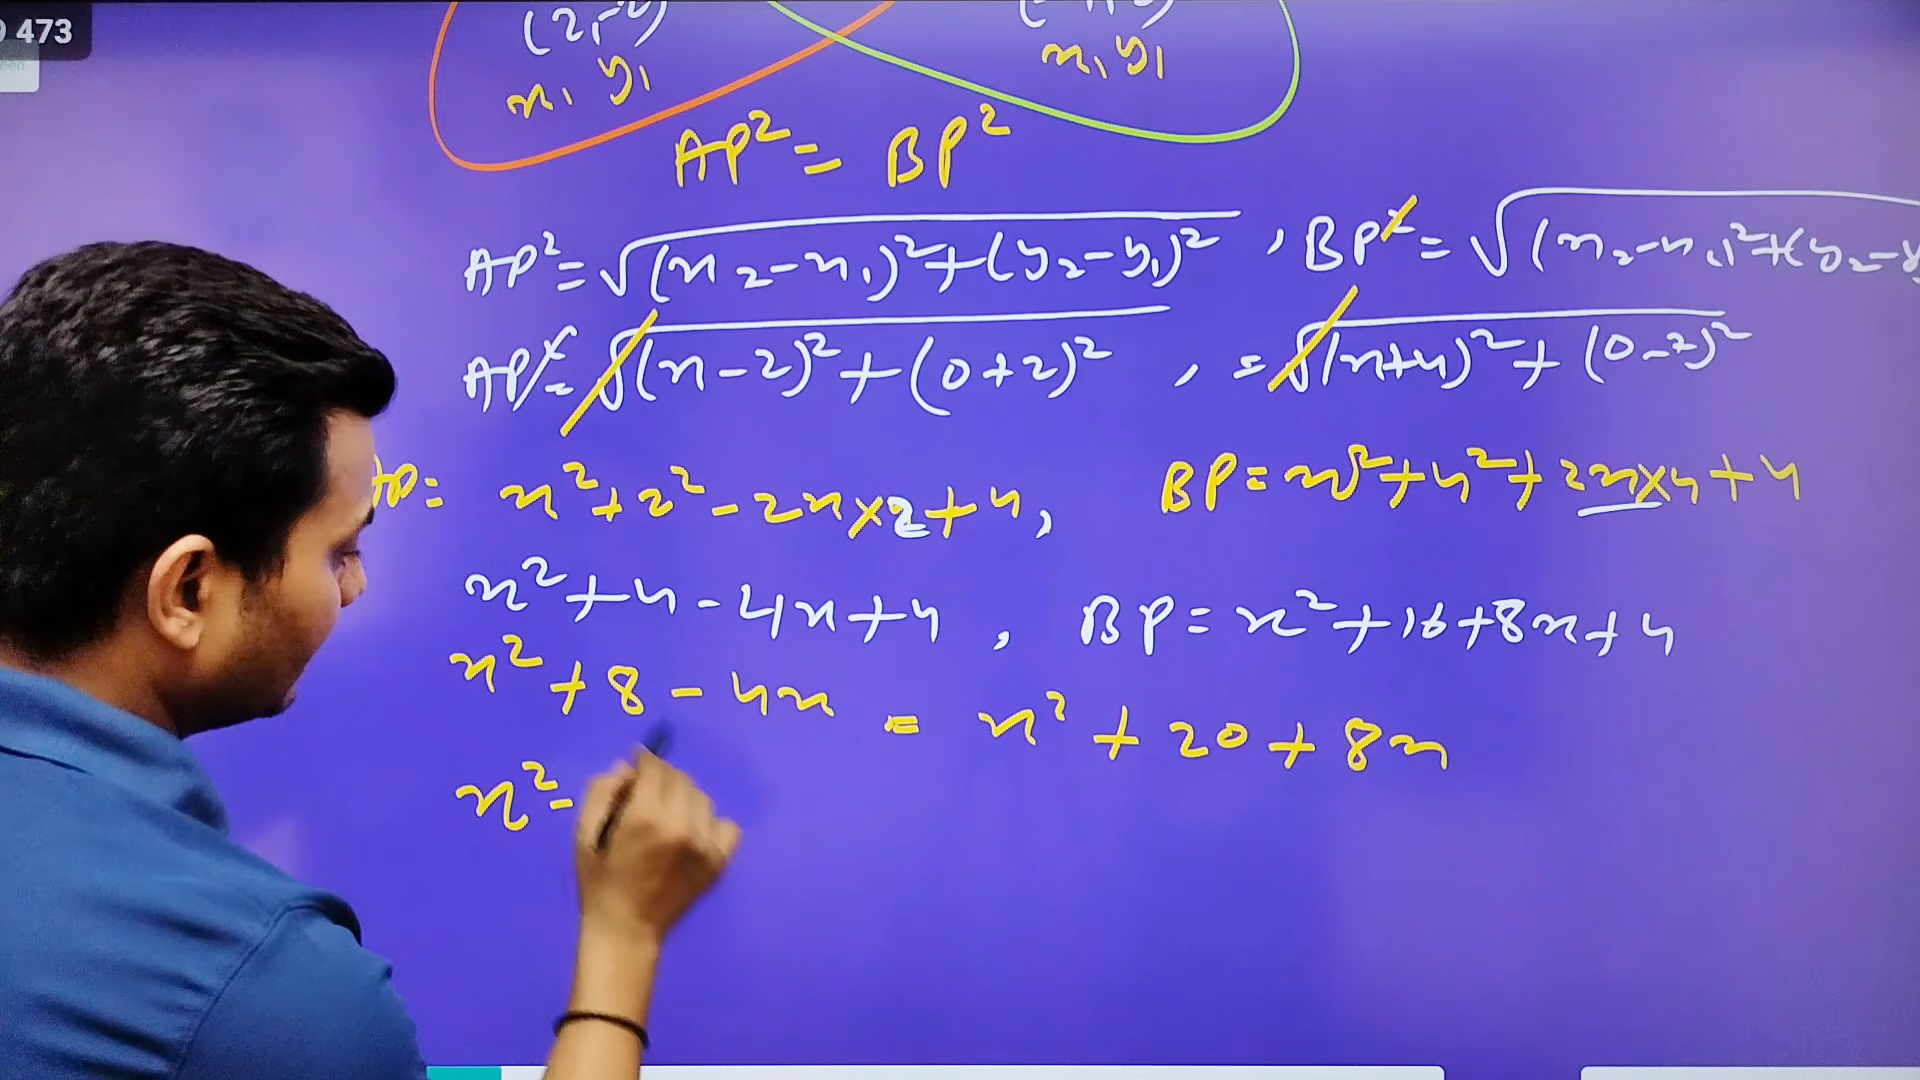 473
(2,-2)
x₁ y₁
x₁ y₁
AP² = BP²
AP² = √(x₂-x₁)²+(y₂-y₁)² , BP² = √(x₂-x₁)²+(y₂-y
AP² = √(x-2)²+(0+2)² , = √(x+4)²+(0-2)²
AP = x²+2²-2x×2+4, BP = x²+4²+2x×4+4
x²+4-4x+4 , BP = x²+16+8x+4
x²+8-4x = x²+20+8x
x²-